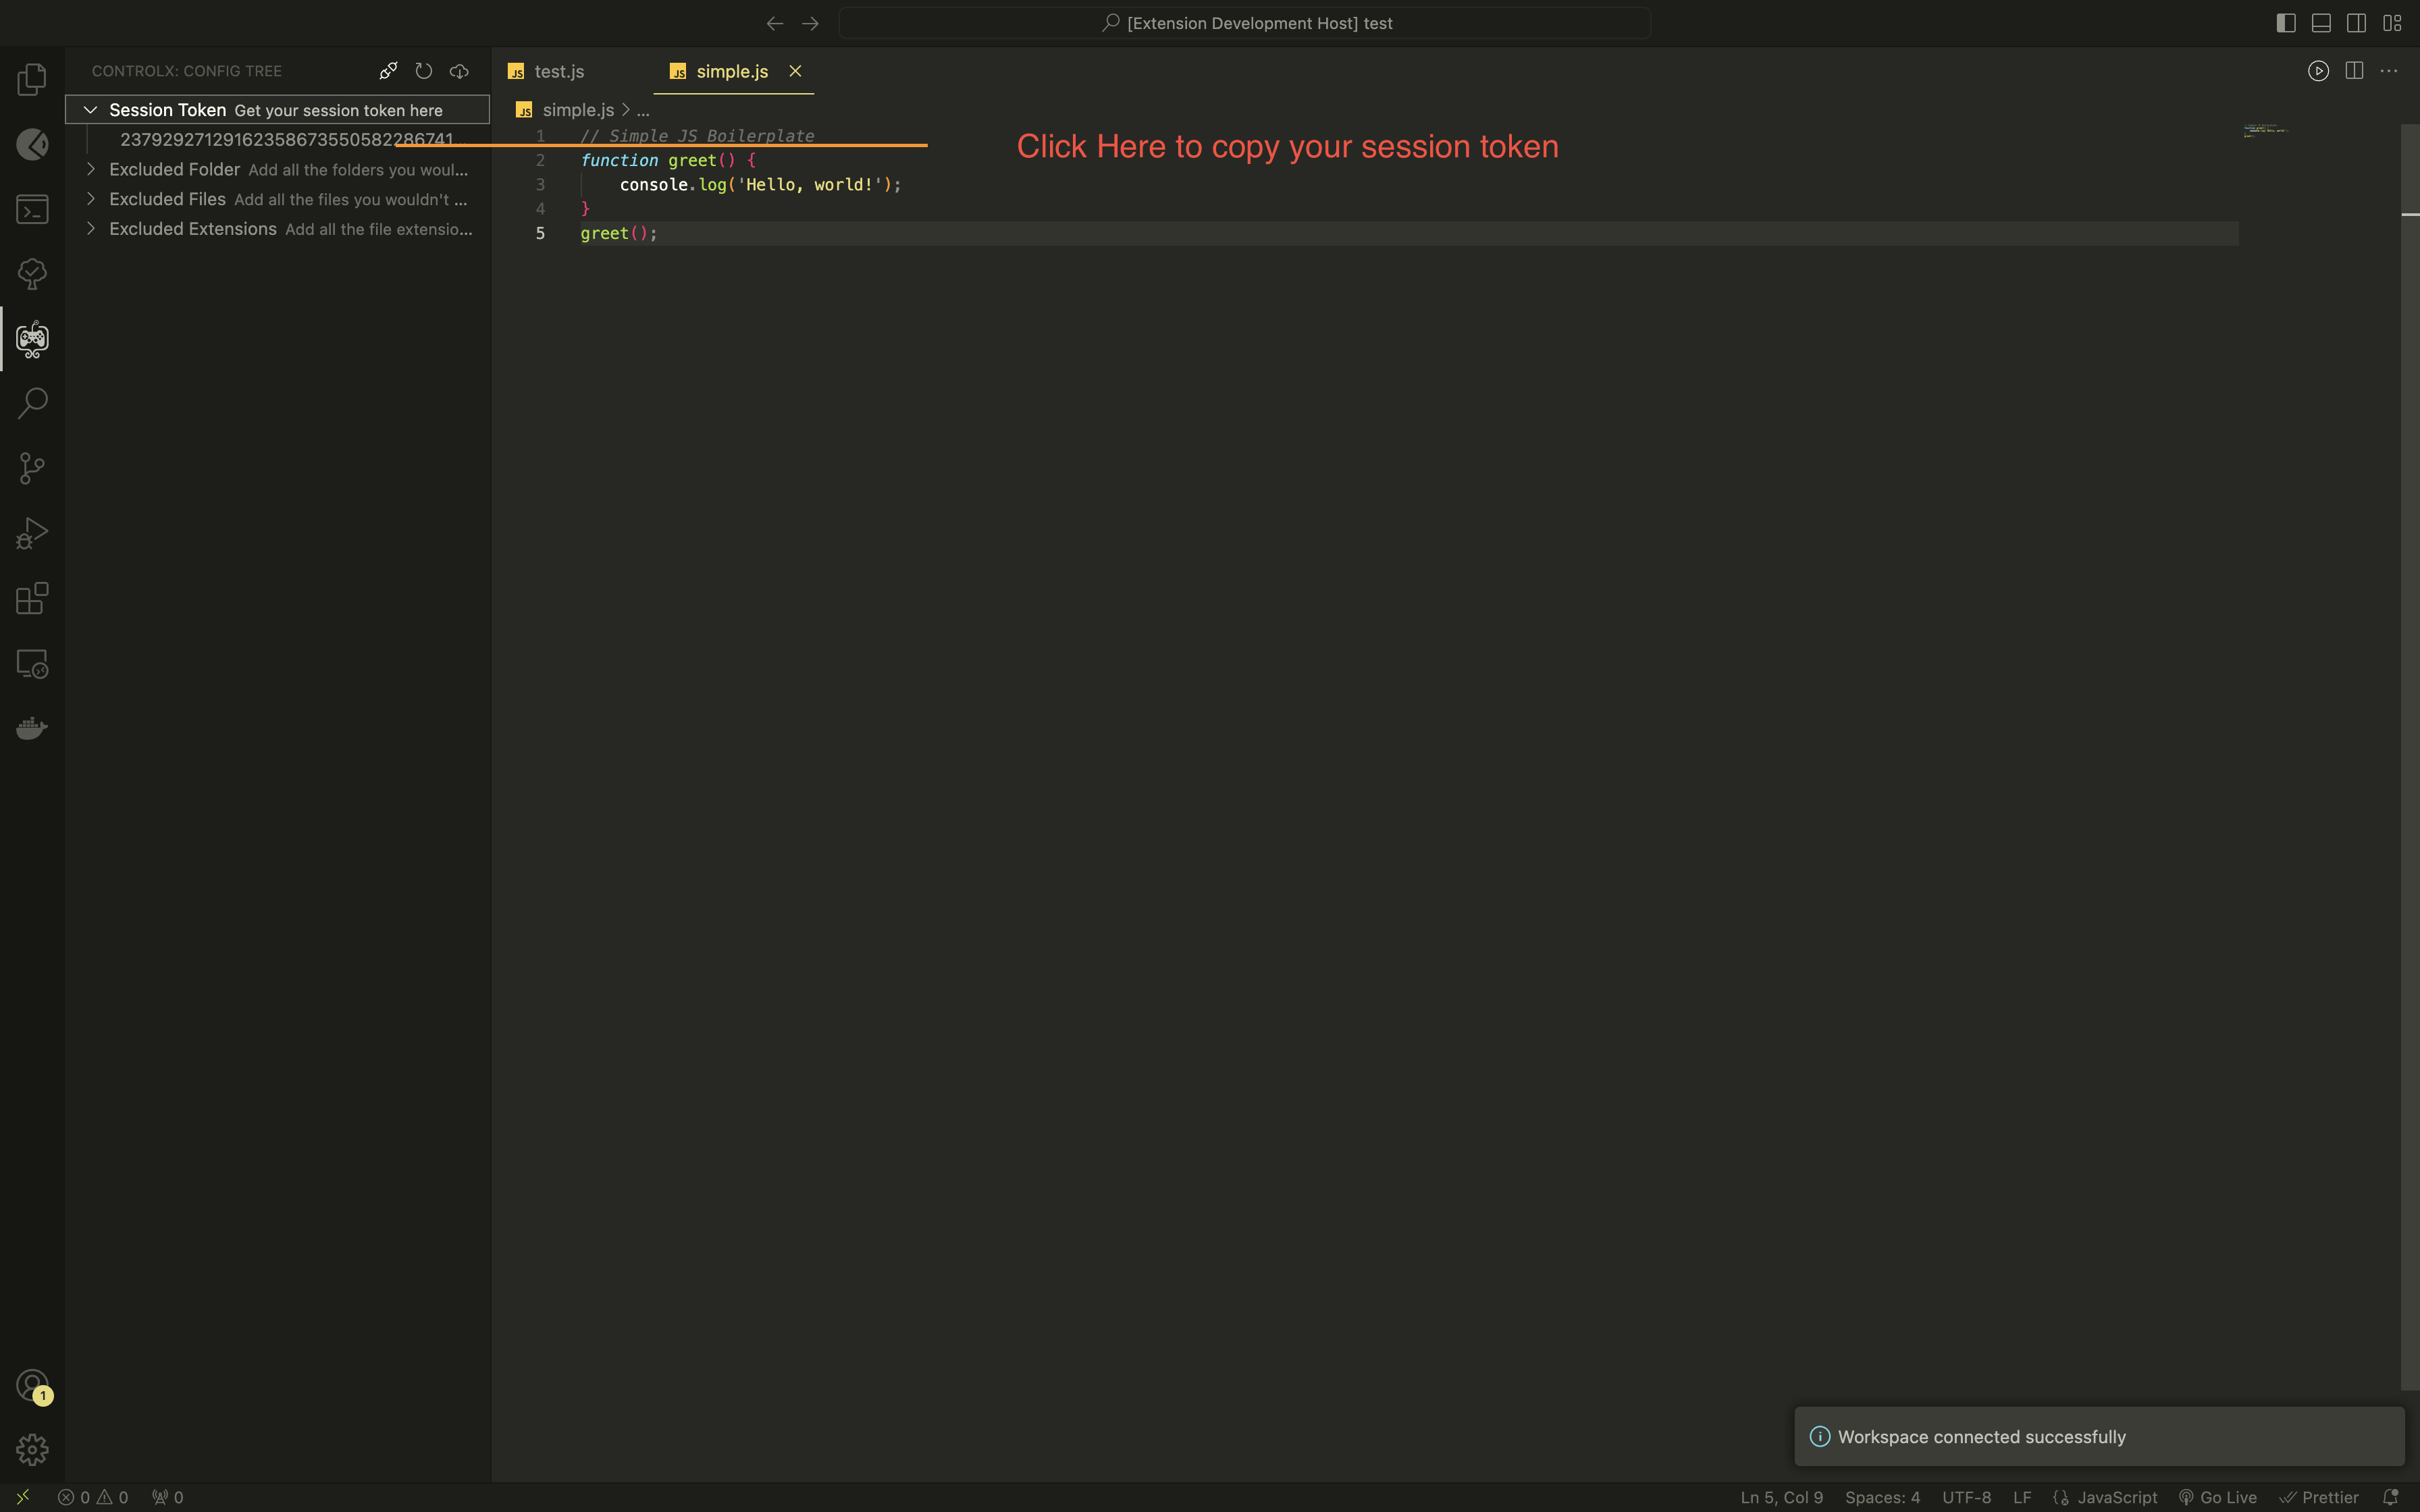 [Extension Development Host] test
CONTROLX: CONFIG TREE
Session Token Get your session token here
23792927129162358673550582286741...
Excluded Folder Add all the folders you woul...
Excluded Files Add all the files you wouldn't ...
Excluded Extensions Add all the file extensio...
JS test.js
JS simple.js
JS simple.js > ...
1 // Simple JS Boilerplate
2 function greet() {
3 console.log('Hello, world!');
4 }
5 greet();
Click Here to copy your session token
1
Workspace connected successfully
0 0 0
Ln 5, Col 9 Spaces: 4 UTF-8 LF JavaScript Go Live Prettier